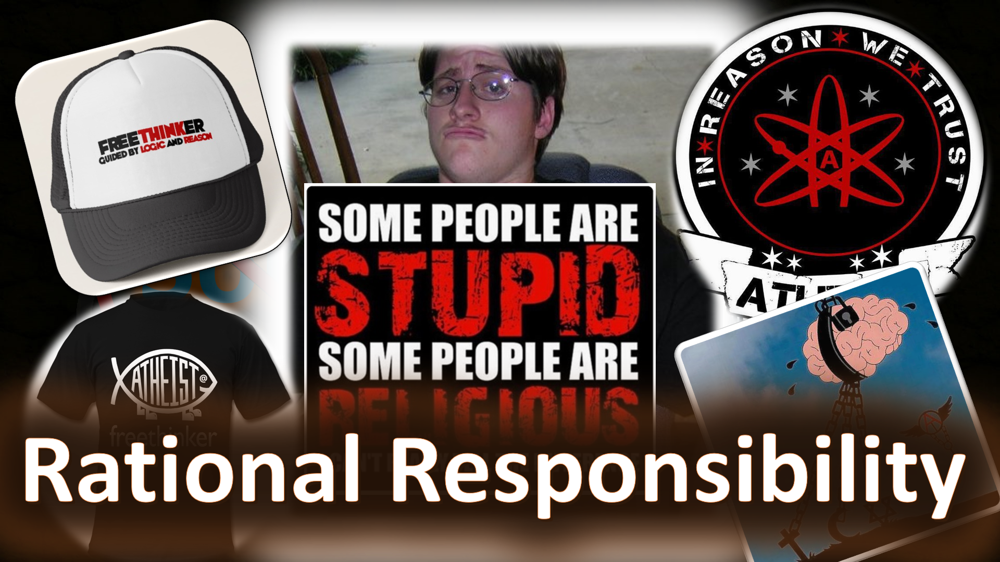 FREETHINKER
GUIDED BY LOGIC AND REASON
IN REASON WE TRUST
A
SOME PEOPLE ARE
STUPID
SOME PEOPLE ARE
RELIGIOUS
ATHEIST
freethinker
Rational Responsibility